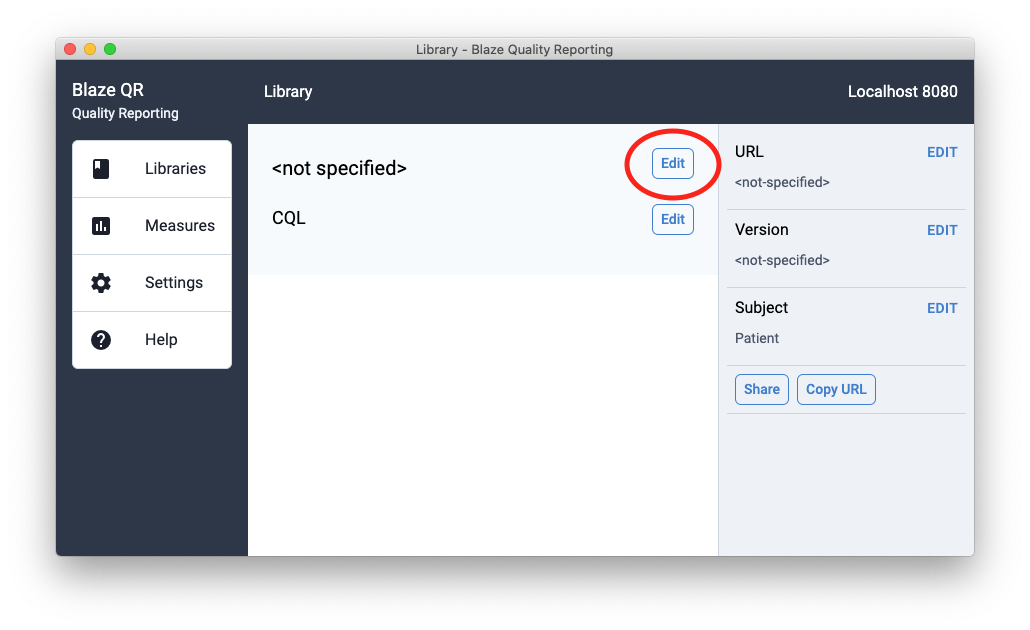 Library - Blaze Quality Reporting
Blaze QR
Quality Reporting
Library
Localhost 8080
Libraries
Measures
Settings
Help
<not specified>
Edit
CQL
Edit
URL
EDIT
<not-specified>
Version
EDIT
<not-specified>
Subject
EDIT
Patient
Share
Copy URL